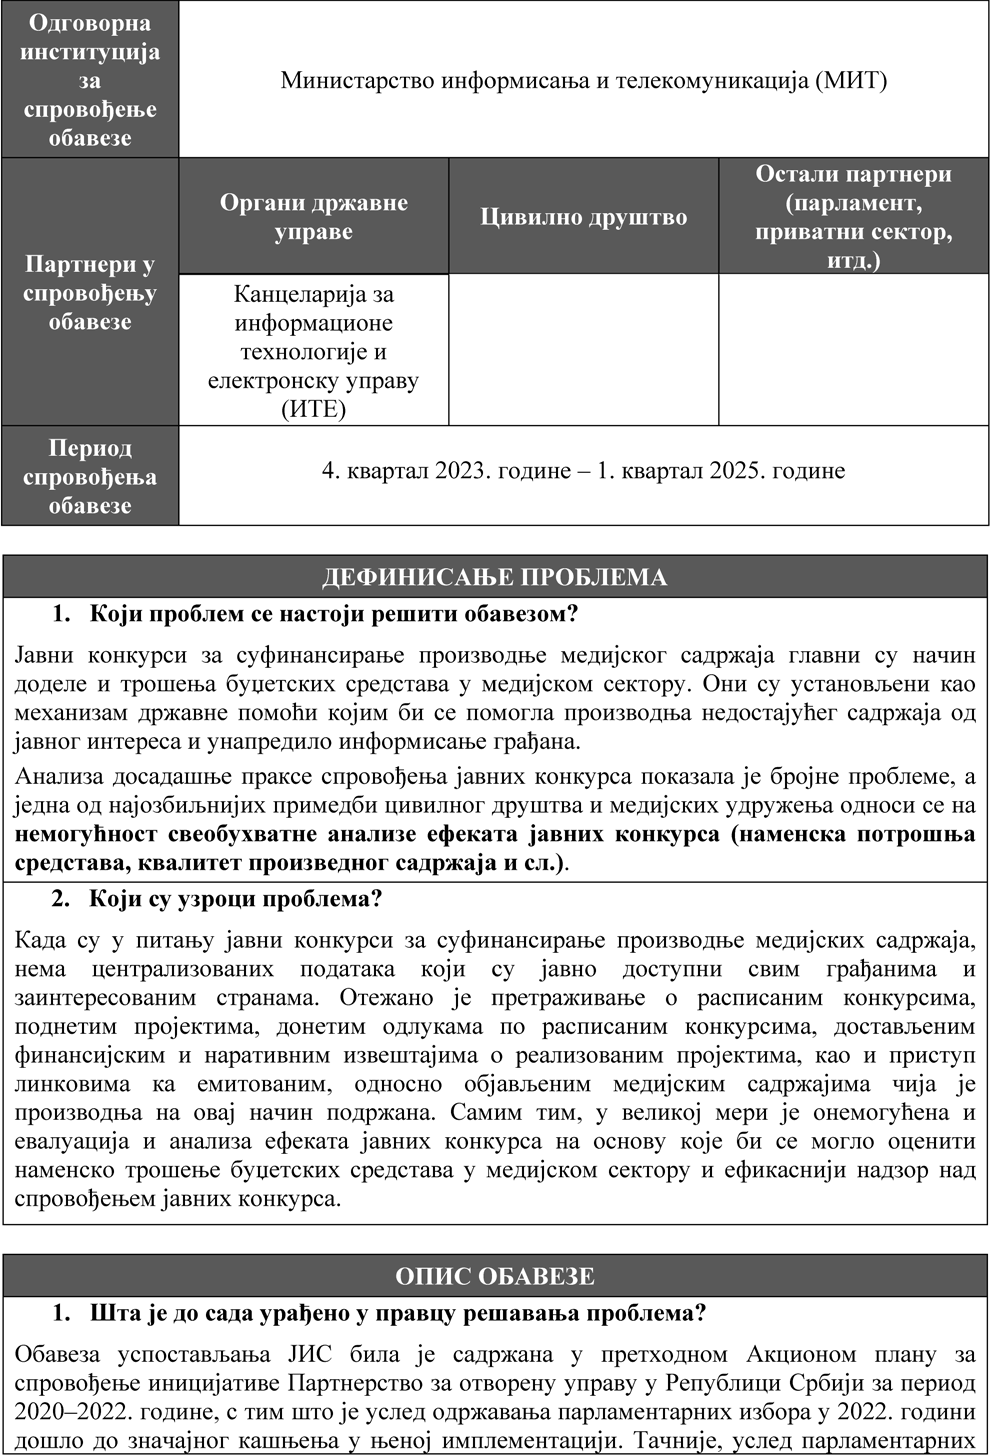 Одговорна
институција
за
спровођење
обавезе
Министарство информисања и телекомуникација (МИТ)
Партнери у
спровођењу
обавезе
Органи државне
управе
Цивилно друштво
Остали партнери
(парламент,
приватни сектор,
итд.)
Канцеларија за
информационе
технологије и
електронску управу
(ИТЕ)
Период
спровођења
обавезе
4. квартал 2023. године – 1. квартал 2025. године
ДЕФИНИСАЊЕ ПРОБЛЕМА
1. Који проблем се настоји решити обавезом?
Јавни конкурси за суфинансирање производње медијског садржаја главни су начин
доделе и трошења буџетских средстава у медијском сектору. Они су установљени као
механизам државне помоћи којим би се помогла производња недостајућег садржаја од
јавног интереса и унапредило информисање грађана.
Анализа досадашње праксе спровођења јавних конкурса показала је бројне проблеме, а
једна од најозбиљнијих примедби цивилног друштва и медијских удружења односи се на
немогућност свеобухватне анализе ефеката јавних конкурса (наменска потрошња
средстава, квалитет произведног садржаја и сл.).
2. Који су узроци проблема?
Када су у питању јавни конкурси за суфинансирање производње медијских садржаја,
нема централизованих података који су јавно доступни свим грађанима и
заинтересованим странама. Отежано је претраживање о расписаним конкурсима,
поднетим пројектима, донетим одлукама по расписаним конкурсима, достављеним
финансијским и наративним извештајима о реализованим пројектима, као и приступ
линковима ка емитованим, односно објављеним медијским садржајима чија је
производња на овај начин подржана. Самим тим, у великој мери је онемогућена и
евалуација и анализа ефеката јавних конкурса на основу које би се могло оценити
наменско трошење буџетских средстава у медијском сектору и ефикаснији надзор над
спровођењем јавних конкурса.
ОПИС ОБАВЕЗЕ
1. Шта је до сада урађено у правцу решавања проблема?
Обавеза успостављања ЈИС била је садржана у претходном Акционом плану за
спровођење иницијативе Партнерство за отворену управу у Републици Србији за период
2020–2022. године, с тим што је услед одржавања парламентарних избора у 2022. години
дошло до значајног кашњења у њеној имплементацији. Тачније, услед парламентарних